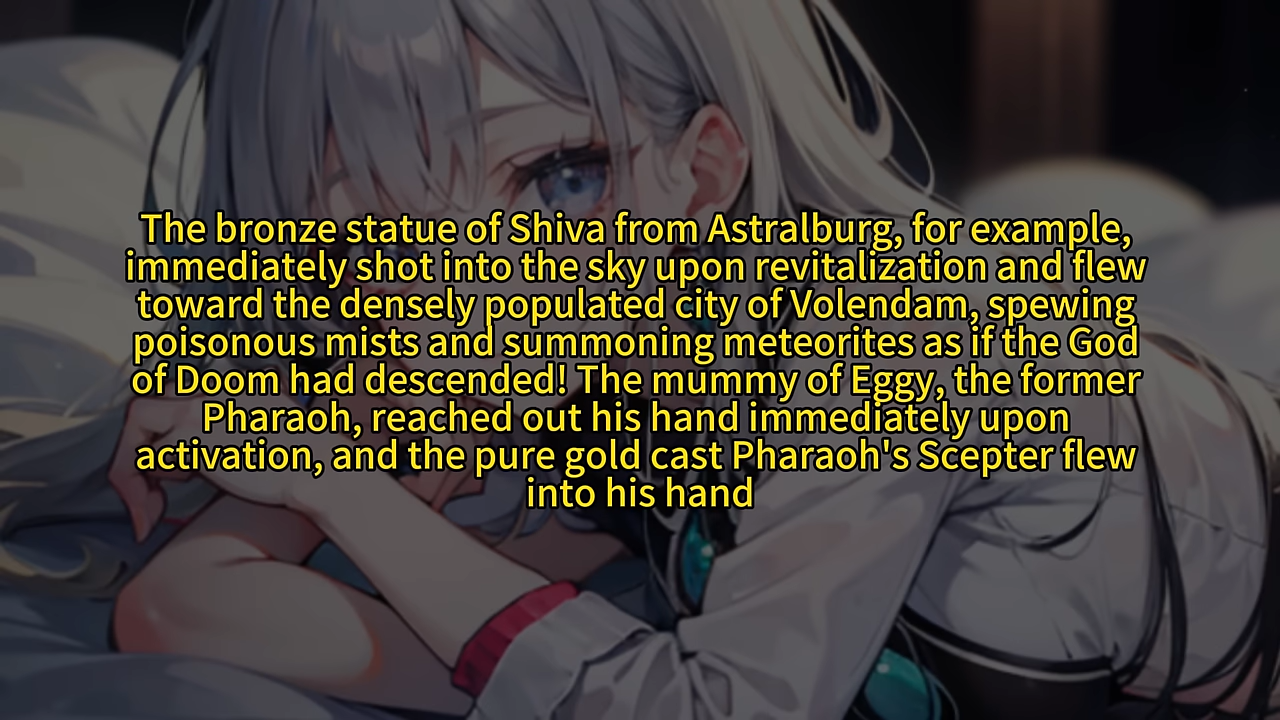 The bronze statue of Shiva from Astralburg, for example,
immediately shot into the sky upon revitalization and flew
toward the densely populated city of Volendam, spewing
poisonous mists and summoning meteorites as if the God
of Doom had descended! The mummy of Eggy, the former
Pharaoh, reached out his hand immediately upon
activation, and the pure gold cast Pharaoh's Scepter flew
into his hand